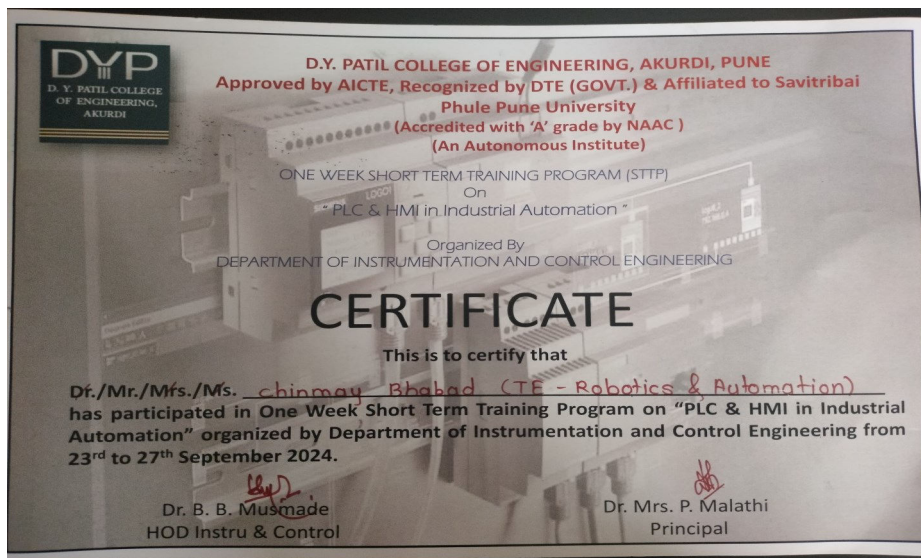 DYP
D. Y. PATIL COLLEGE
OF ENGINEERING,
AKURDI
D.Y. PATIL COLLEGE OF ENGINEERING, AKURDI, PUNE
Approved by AICTE, Recognized by DTE (GOVT.) & Affiliated to Savitribai
Phule Pune University
(Accredited with ‘A’ grade by NAAC )
(An Autonomous Institute)
ONE WEEK SHORT TERM TRAINING PROGRAM (STTP)
On
“ PLC & HMI in Industrial Automation ”
LOGO!
Organized By
DEPARTMENT OF INSTRUMENTATION AND CONTROL ENGINEERING
CERTIFICATE
This is to certify that
Dr./Mr./Mrs./Ms. chinmay Bhabad (TE - Robotics & Automation)
has participated in One Week Short Term Training Program on “PLC & HMI in Industrial
Automation” organized by Department of Instrumentation and Control Engineering from
23rd to 27th September 2024.
Dr. B. B. Musmade
HOD Instru & Control
Dr. Mrs. P. Malathi
Principal